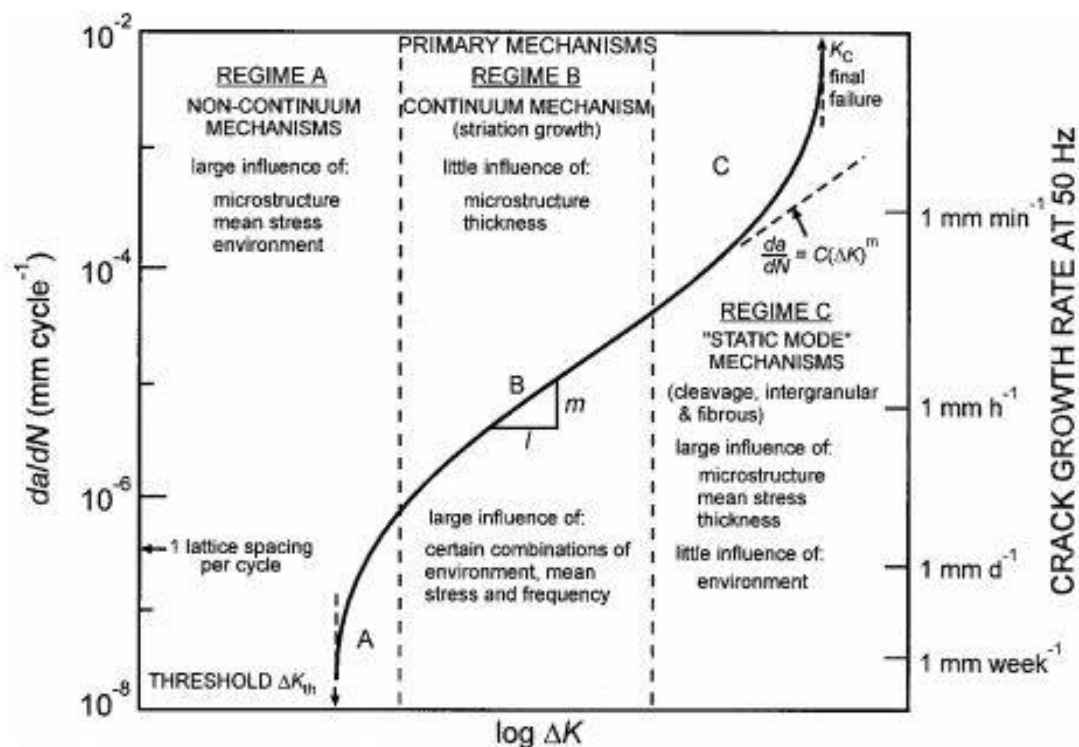 PRIMARY MECHANISMS
REGIME A
NON-CONTINUUM
MECHANISMS
large influence of:
microstructure
mean stress
environment
REGIME B
CONTINUUM MECHANISM
(striation growth)
little influence of:
microstructure
thickness
large influence of:
certain combinations of
environment, mean
stress and frequency
K_C
final
failure
da/dN = C(ΔK)^m
REGIME C
"STATIC MODE"
MECHANISMS
(cleavage, intergranular
& fibrous)
large influence of:
microstructure
mean stress
thickness
little influence of:
environment
A
B
C
m
l
1 lattice spacing
per cycle
THRESHOLD ΔK_th
10^-2
10^-4
10^-6
10^-8
da/dN (mm cycle^-1)
log ΔK
1 mm min^-1
1 mm h^-1
1 mm d^-1
1 mm week^-1
CRACK GROWTH RATE AT 50 Hz